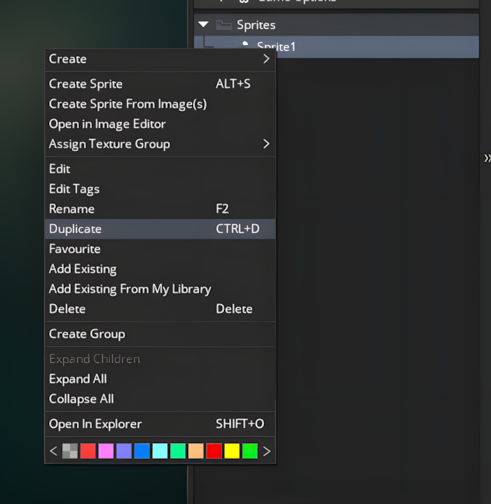 Sprites
Sprite1
Create
Create Sprite ALT+S
Create Sprite From Image(s)
Open in Image Editor
Assign Texture Group
Edit
Edit Tags
Rename F2
Duplicate CTRL+D
Favourite
Add Existing
Add Existing From My Library
Delete Delete
Create Group
Expand Children
Expand All
Collapse All
Open In Explorer SHIFT+O